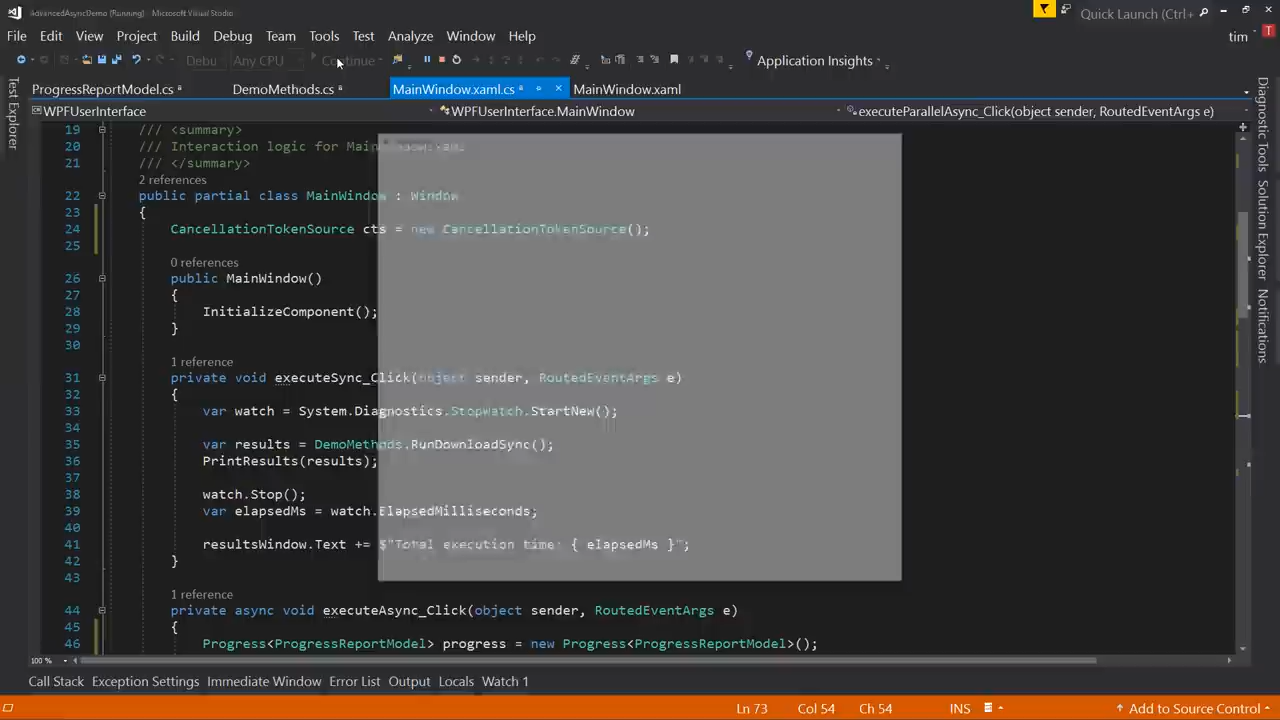 AdvancedAsyncDemo (Running) - Microsoft Visual Studio
Quick Launch (Ctrl+
File Edit View Project Build Debug Team Tools Test Analyze Window Help
tim
T
Debu Any CPU Continue Application Insights
ProgressReportModel.cs DemoMethods.cs MainWindow.xaml.cs MainWindow.xaml
WPFUserInterface WPFUserInterface.MainWindow executeParallelAsync_Click(object sender, RoutedEventArgs e)
Test Explorer
Diagnostic Tools
Solution Explorer
Notifications
19 /// <summary>
20 /// Interaction logic for MainWindow.xaml
21 /// </summary>
2 references
22 public partial class MainWindow : Window
23 {
24 CancellationTokenSource cts = new CancellationTokenSource();
25
0 references
26 public MainWindow()
27 {
28 InitializeComponent();
29 }
30
1 reference
31 private void executeSync_Click(object sender, RoutedEventArgs e)
32 {
33 var watch = System.Diagnostics.Stopwatch.StartNew();
34
35 var results = DemoMethods.RunDownloadSync();
36 PrintResults(results);
37
38 watch.Stop();
39 var elapsedMs = watch.ElapsedMilliseconds;
40
41 resultsWindow.Text += $"Total execution time: { elapsedMs }";
42 }
43
1 reference
44 private async void executeAsync_Click(object sender, RoutedEventArgs e)
45 {
46 Progress<ProgressReportModel> progress = new Progress<ProgressReportModel>();
100 %
Call Stack Exception Settings Immediate Window Error List Output Locals Watch 1
Ln 73 Col 54 Ch 54 INS Add to Source Control